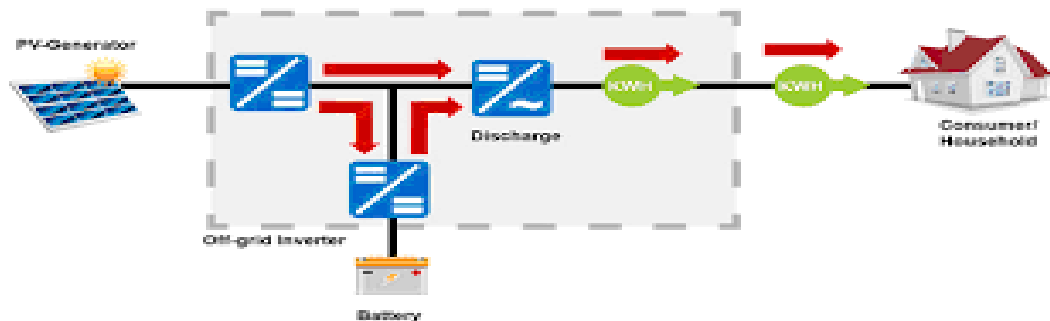 PV-Generator
KWH
KWH
Discharge
Consumer/
Household
Off-grid Inverter
Battery